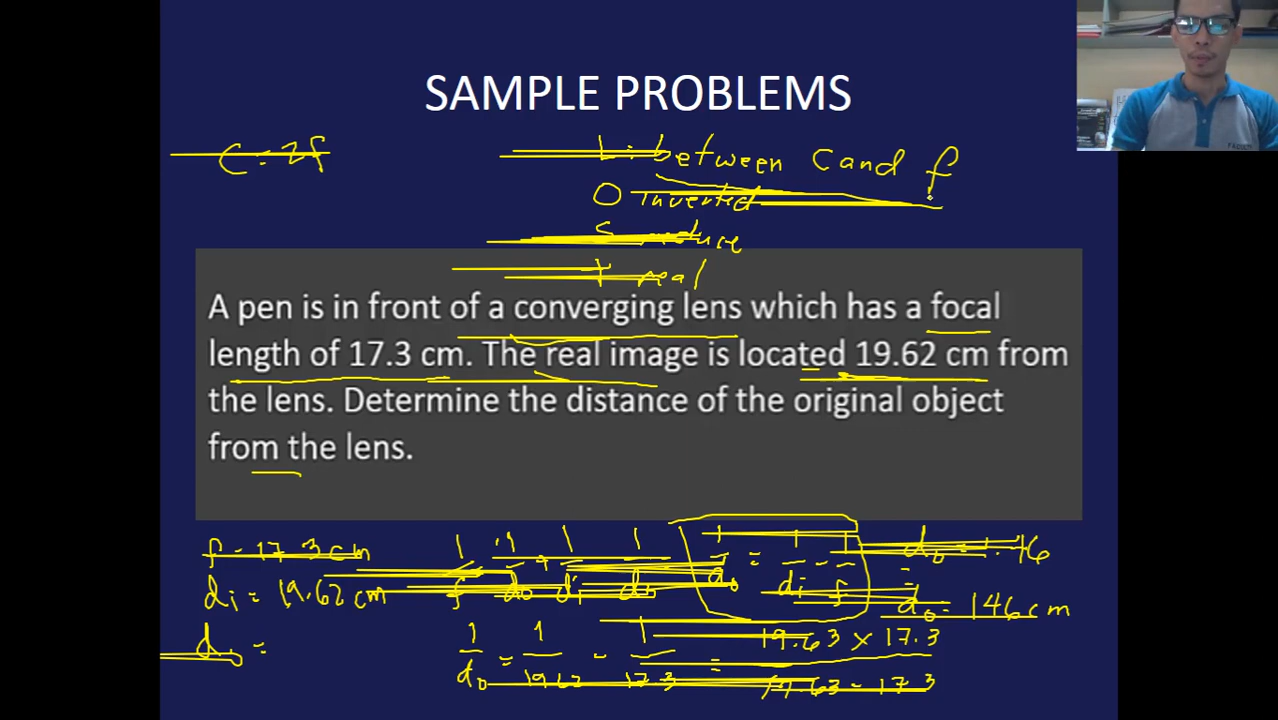 SAMPLE PROBLEMS
C = 2f
L: between C and f
O inverted
S reduce
T real
A pen is in front of a converging lens which has a focal
length of 17.3 cm. The real image is located 19.62 cm from
the lens. Determine the distance of the original object
from the lens.
f = 17.3 cm
di = 19.62 cm
do =
1/f = 1/do + 1/di
1/do = 1/di - 1/f
1/do = 1/19.62 - 1/17.3 = 19.63 x 17.3 / 19.63 - 17.3
do = 146 cm